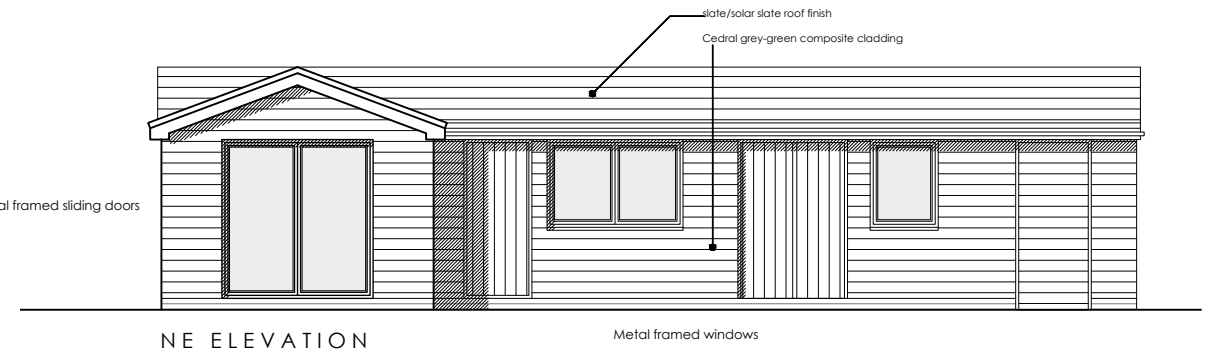 slate/solar slate roof finish
Cedral grey-green composite cladding
al framed sliding doors
NE ELEVATION
Metal framed windows